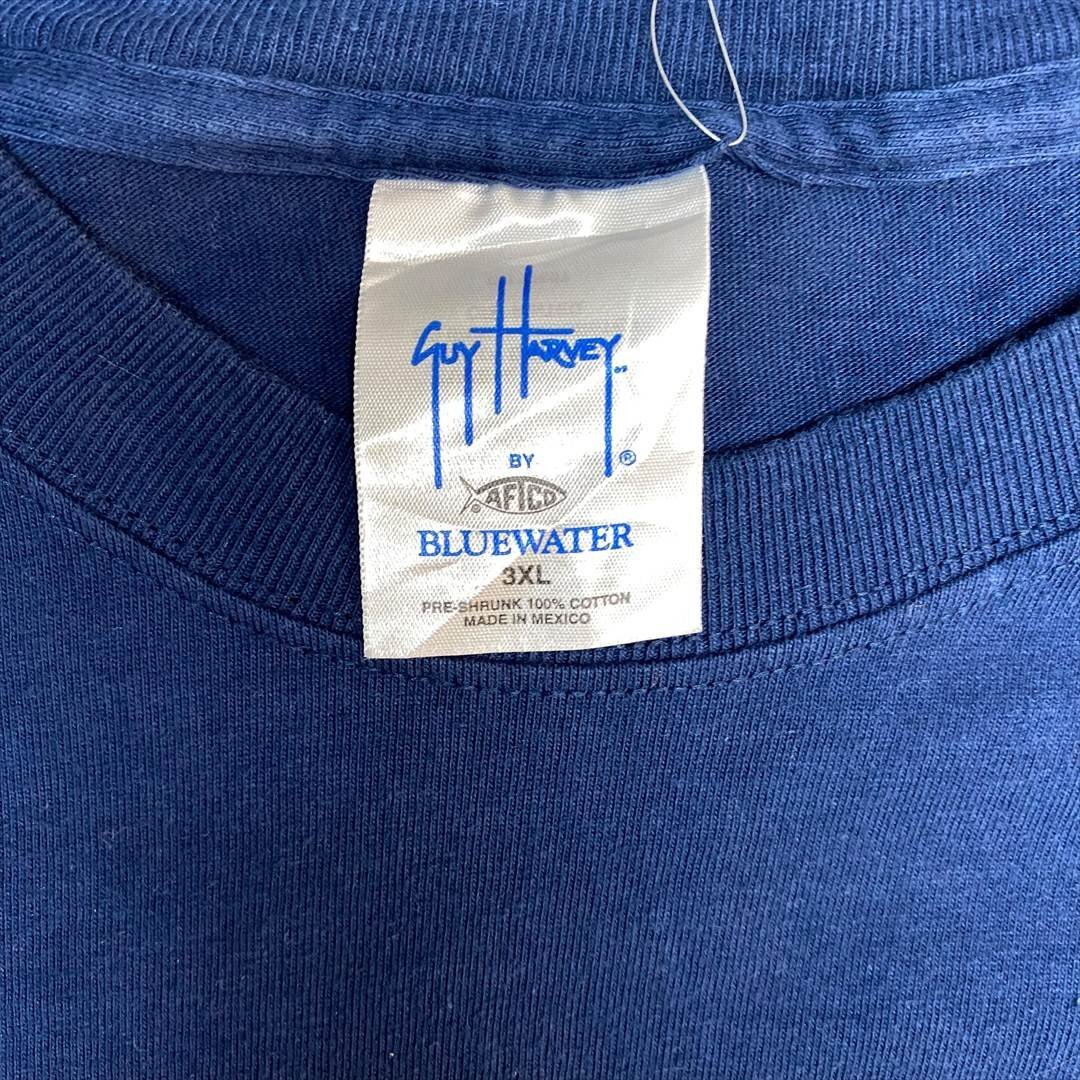 GUY HARVEY
®
BY
AFTCO
®
BLUEWATER
3XL
PRE-SHRUNK 100% COTTON
MADE IN MEXICO